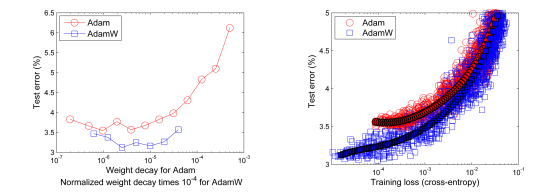 6.5
6
5.5
5
4.5
4
3.5
3
Test error (%)
Adam
AdamW
10-7
10-6
10-5
10-4
10-3
Weight decay for Adam
Normalized weight decay times 10-4 for AdamW
5
4.5
4
3.5
3
Test error (%)
Adam
AdamW
10-4
10-3
10-2
10-1
Training loss (cross-entropy)